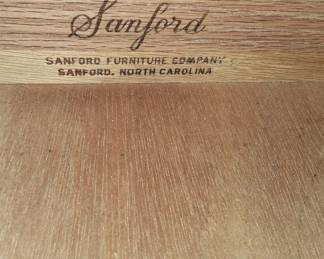 Sanford
SANFORD FURNITURE COMPANY
SANFORD, NORTH CAROLINA